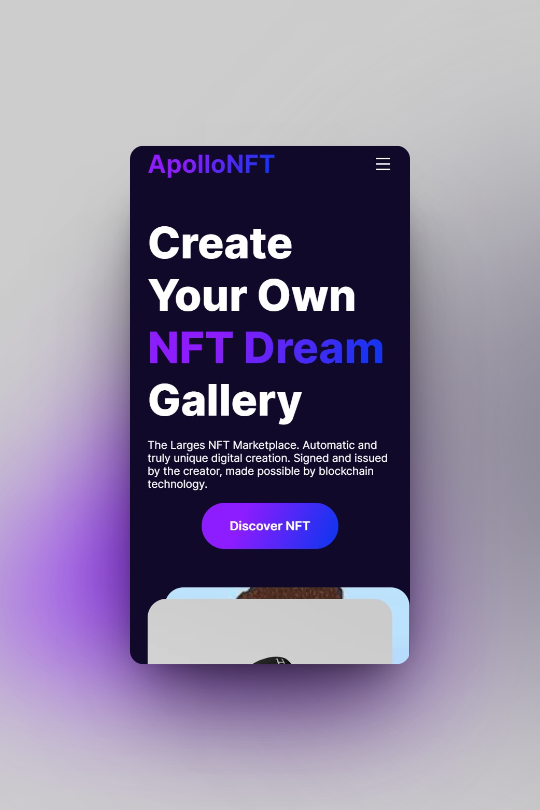 ApolloNFT
Create
Your Own
NFT Dream
Gallery
The Larges NFT Marketplace. Automatic and
truly unique digital creation. Signed and issued
by the creator, made possible by blockchain
technology.
Discover NFT